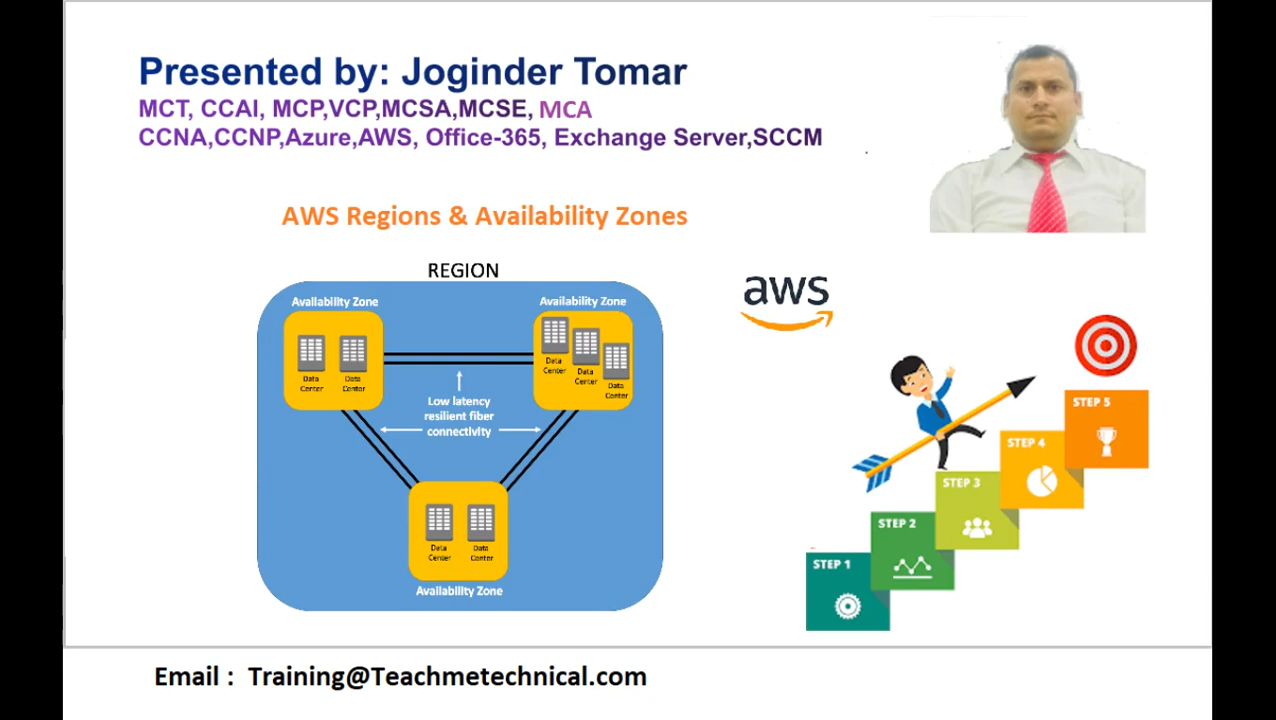 Presented by: Joginder Tomar
MCT, CCAI, MCP,VCP,MCSA,MCSE, MCA
CCNA,CCNP,Azure,AWS, Office-365, Exchange Server,SCCM
AWS Regions & Availability Zones
REGION
Availability Zone
Availability Zone
Data Center
Data Center
Data Center
Data Center
Data Center
Low latency
resilient fiber
connectivity
Data Center
Data Center
Availability Zone
aws
STEP 5
STEP 4
STEP 3
STEP 2
STEP 1
Email : Training@Teachmetechnical.com